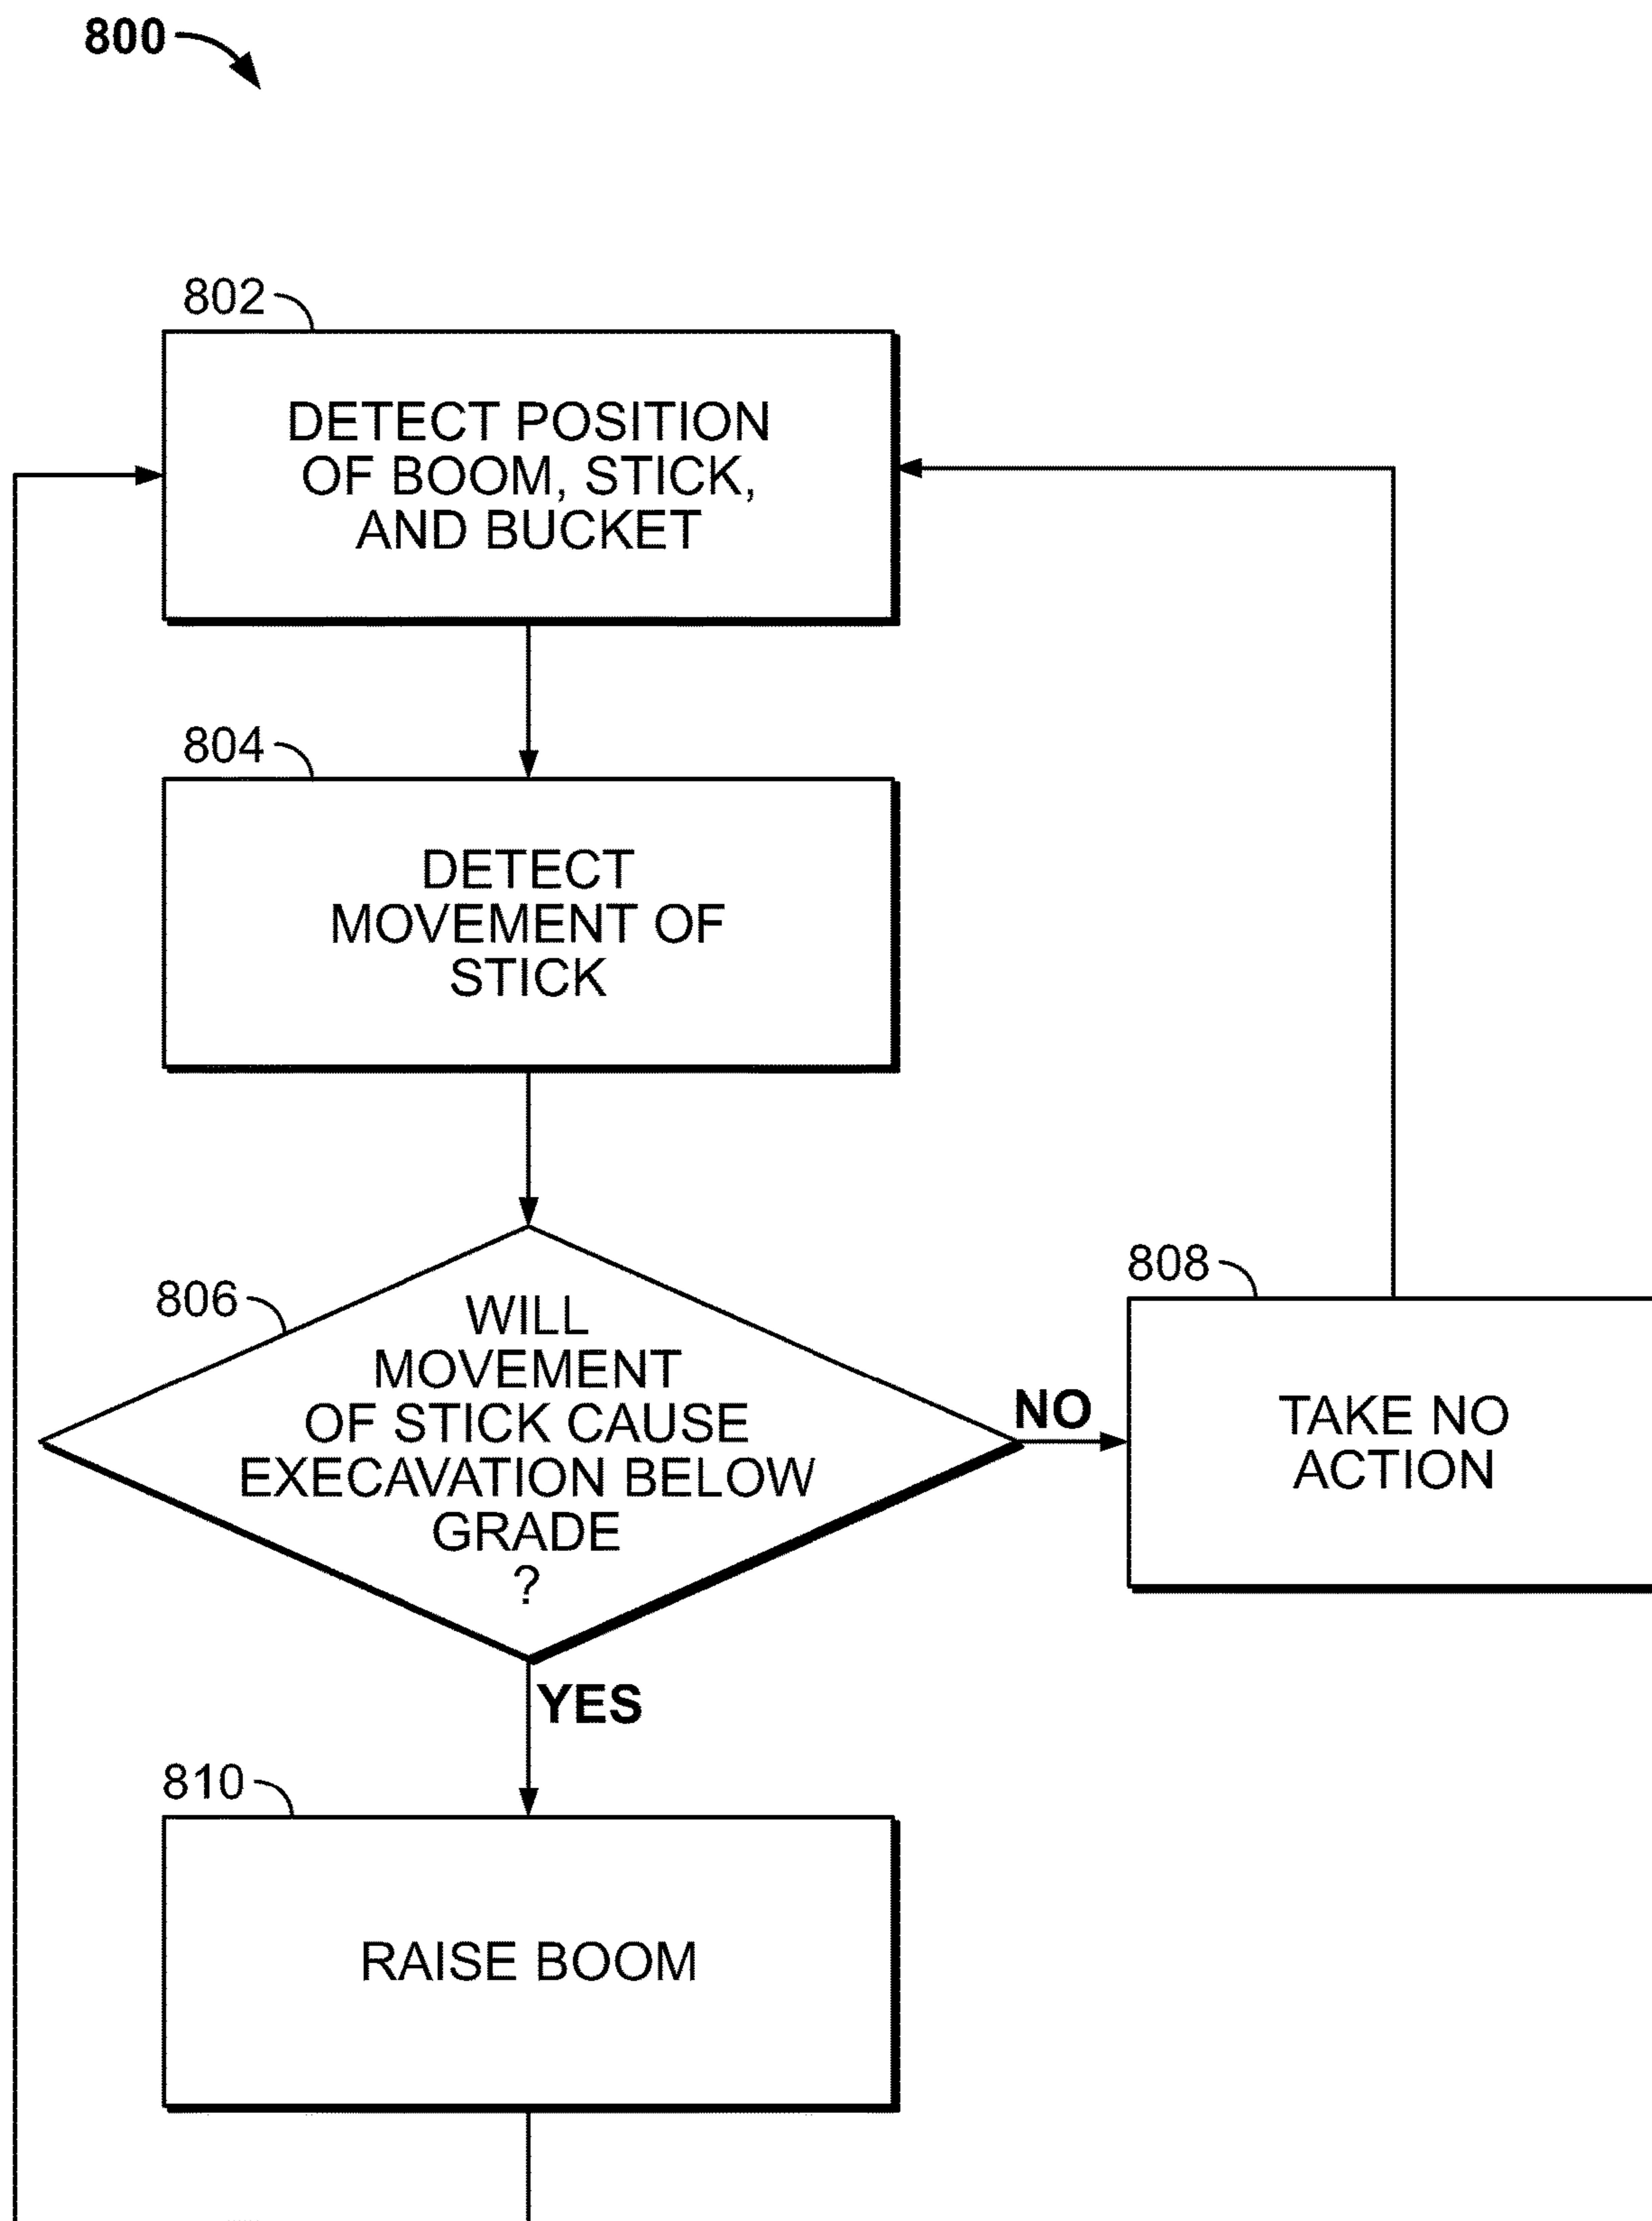 800
802
DETECT POSITION
OF BOOM, STICK,
AND BUCKET
804
DETECT
MOVEMENT OF
STICK
806
WILL
MOVEMENT
OF STICK CAUSE
EXECAVATION BELOW
GRADE
?
NO
808
TAKE NO
ACTION
YES
810
RAISE BOOM